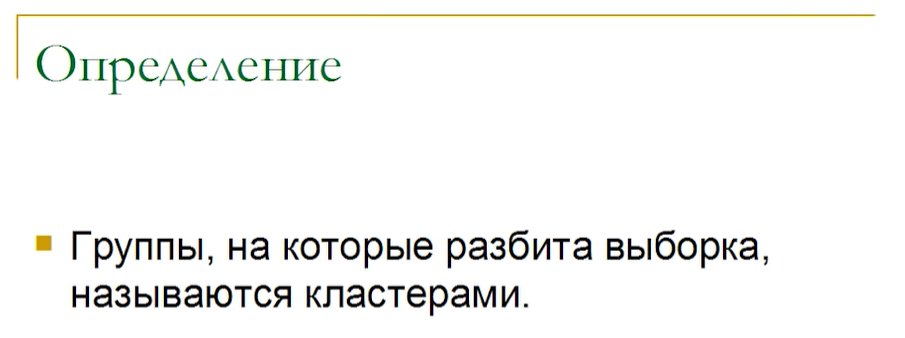 Определение
Группы, на которые разбита выборка,
называются кластерами.